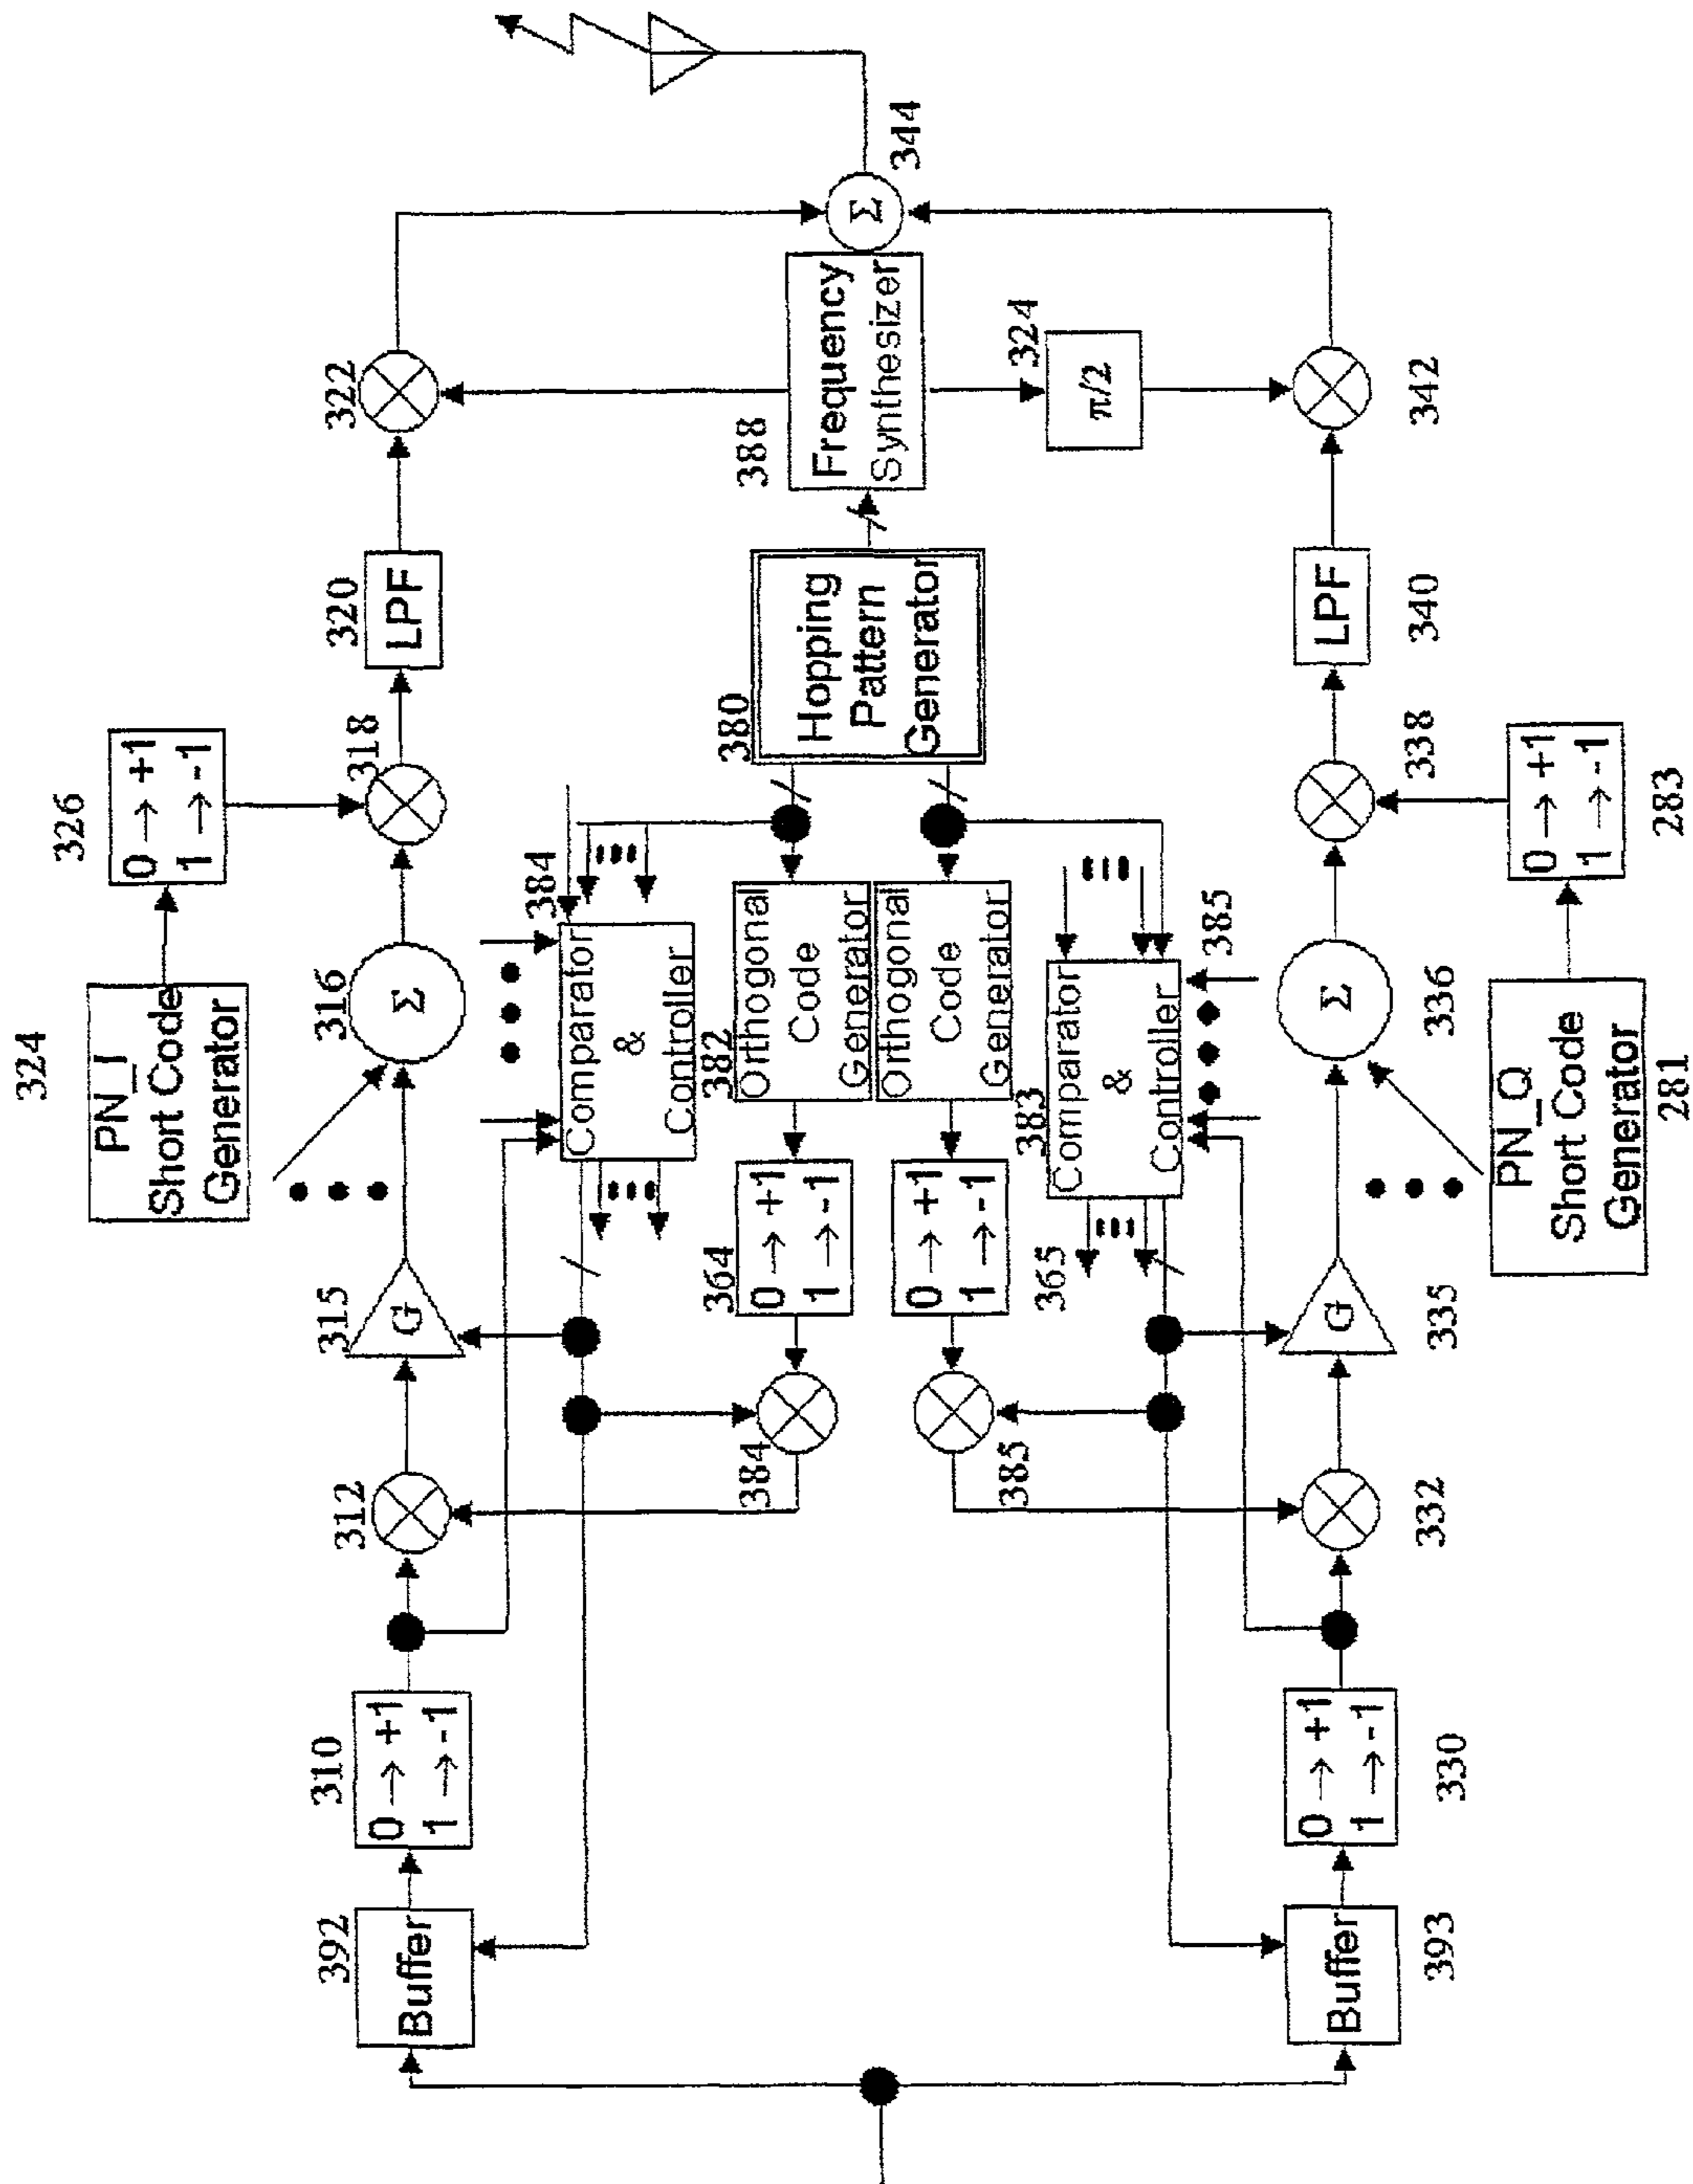 324
PN_I
Short Code
Generator
326
0 → +1
1 → -1
392
Buffer
310
0 → +1
1 → -1
312
315
G
316
Σ
318
320
LPF
322
384
Comparator
&
Controller
382
Orthogonal
Code
Generator
364
0 → +1
1 → -1
384
380
Hopping
Pattern
Generator
388
Frequency
Synthesizer
344
Σ
324
π/2
Orthogonal
Code
Generator
0 → +1
1 → -1
385
383
Comparator
&
Controller
365
385
Buffer
393
0 → +1
1 → -1
330
332
G
335
Σ
336
338
LPF
340
342
PN_Q
Short Code
Generator
281
0 → +1
1 → -1
283